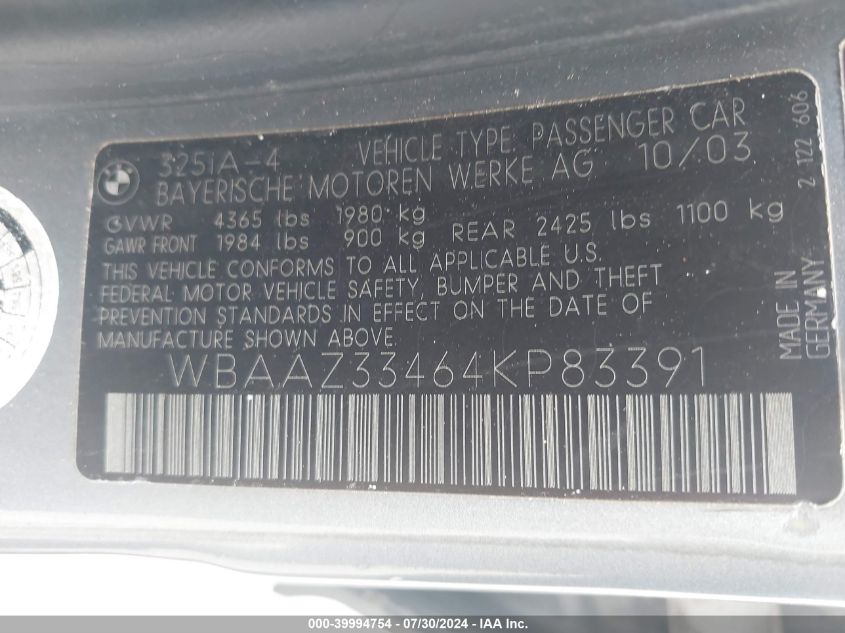 325iA-4 VEHICLE TYPE PASSENGER CAR
BAYERISCHE MOTOREN WERKE AG 10/03
GVWR 4365 lbs 1980 kg
GAWR FRONT 1984 lbs 900 kg REAR 2425 lbs 1100 kg
THIS VEHICLE CONFORMS TO ALL APPLICABLE U.S.
FEDERAL MOTOR VEHICLE SAFETY, BUMPER AND THEFT
PREVENTION STANDARDS IN EFFECT ON THE DATE OF
MANUFACTURE SHOWN ABOVE.
WBAAZ33464KP83391
2 122 606
MADE IN
GERMANY
000-39994754 - 07/30/2024 - IAAI Inc.